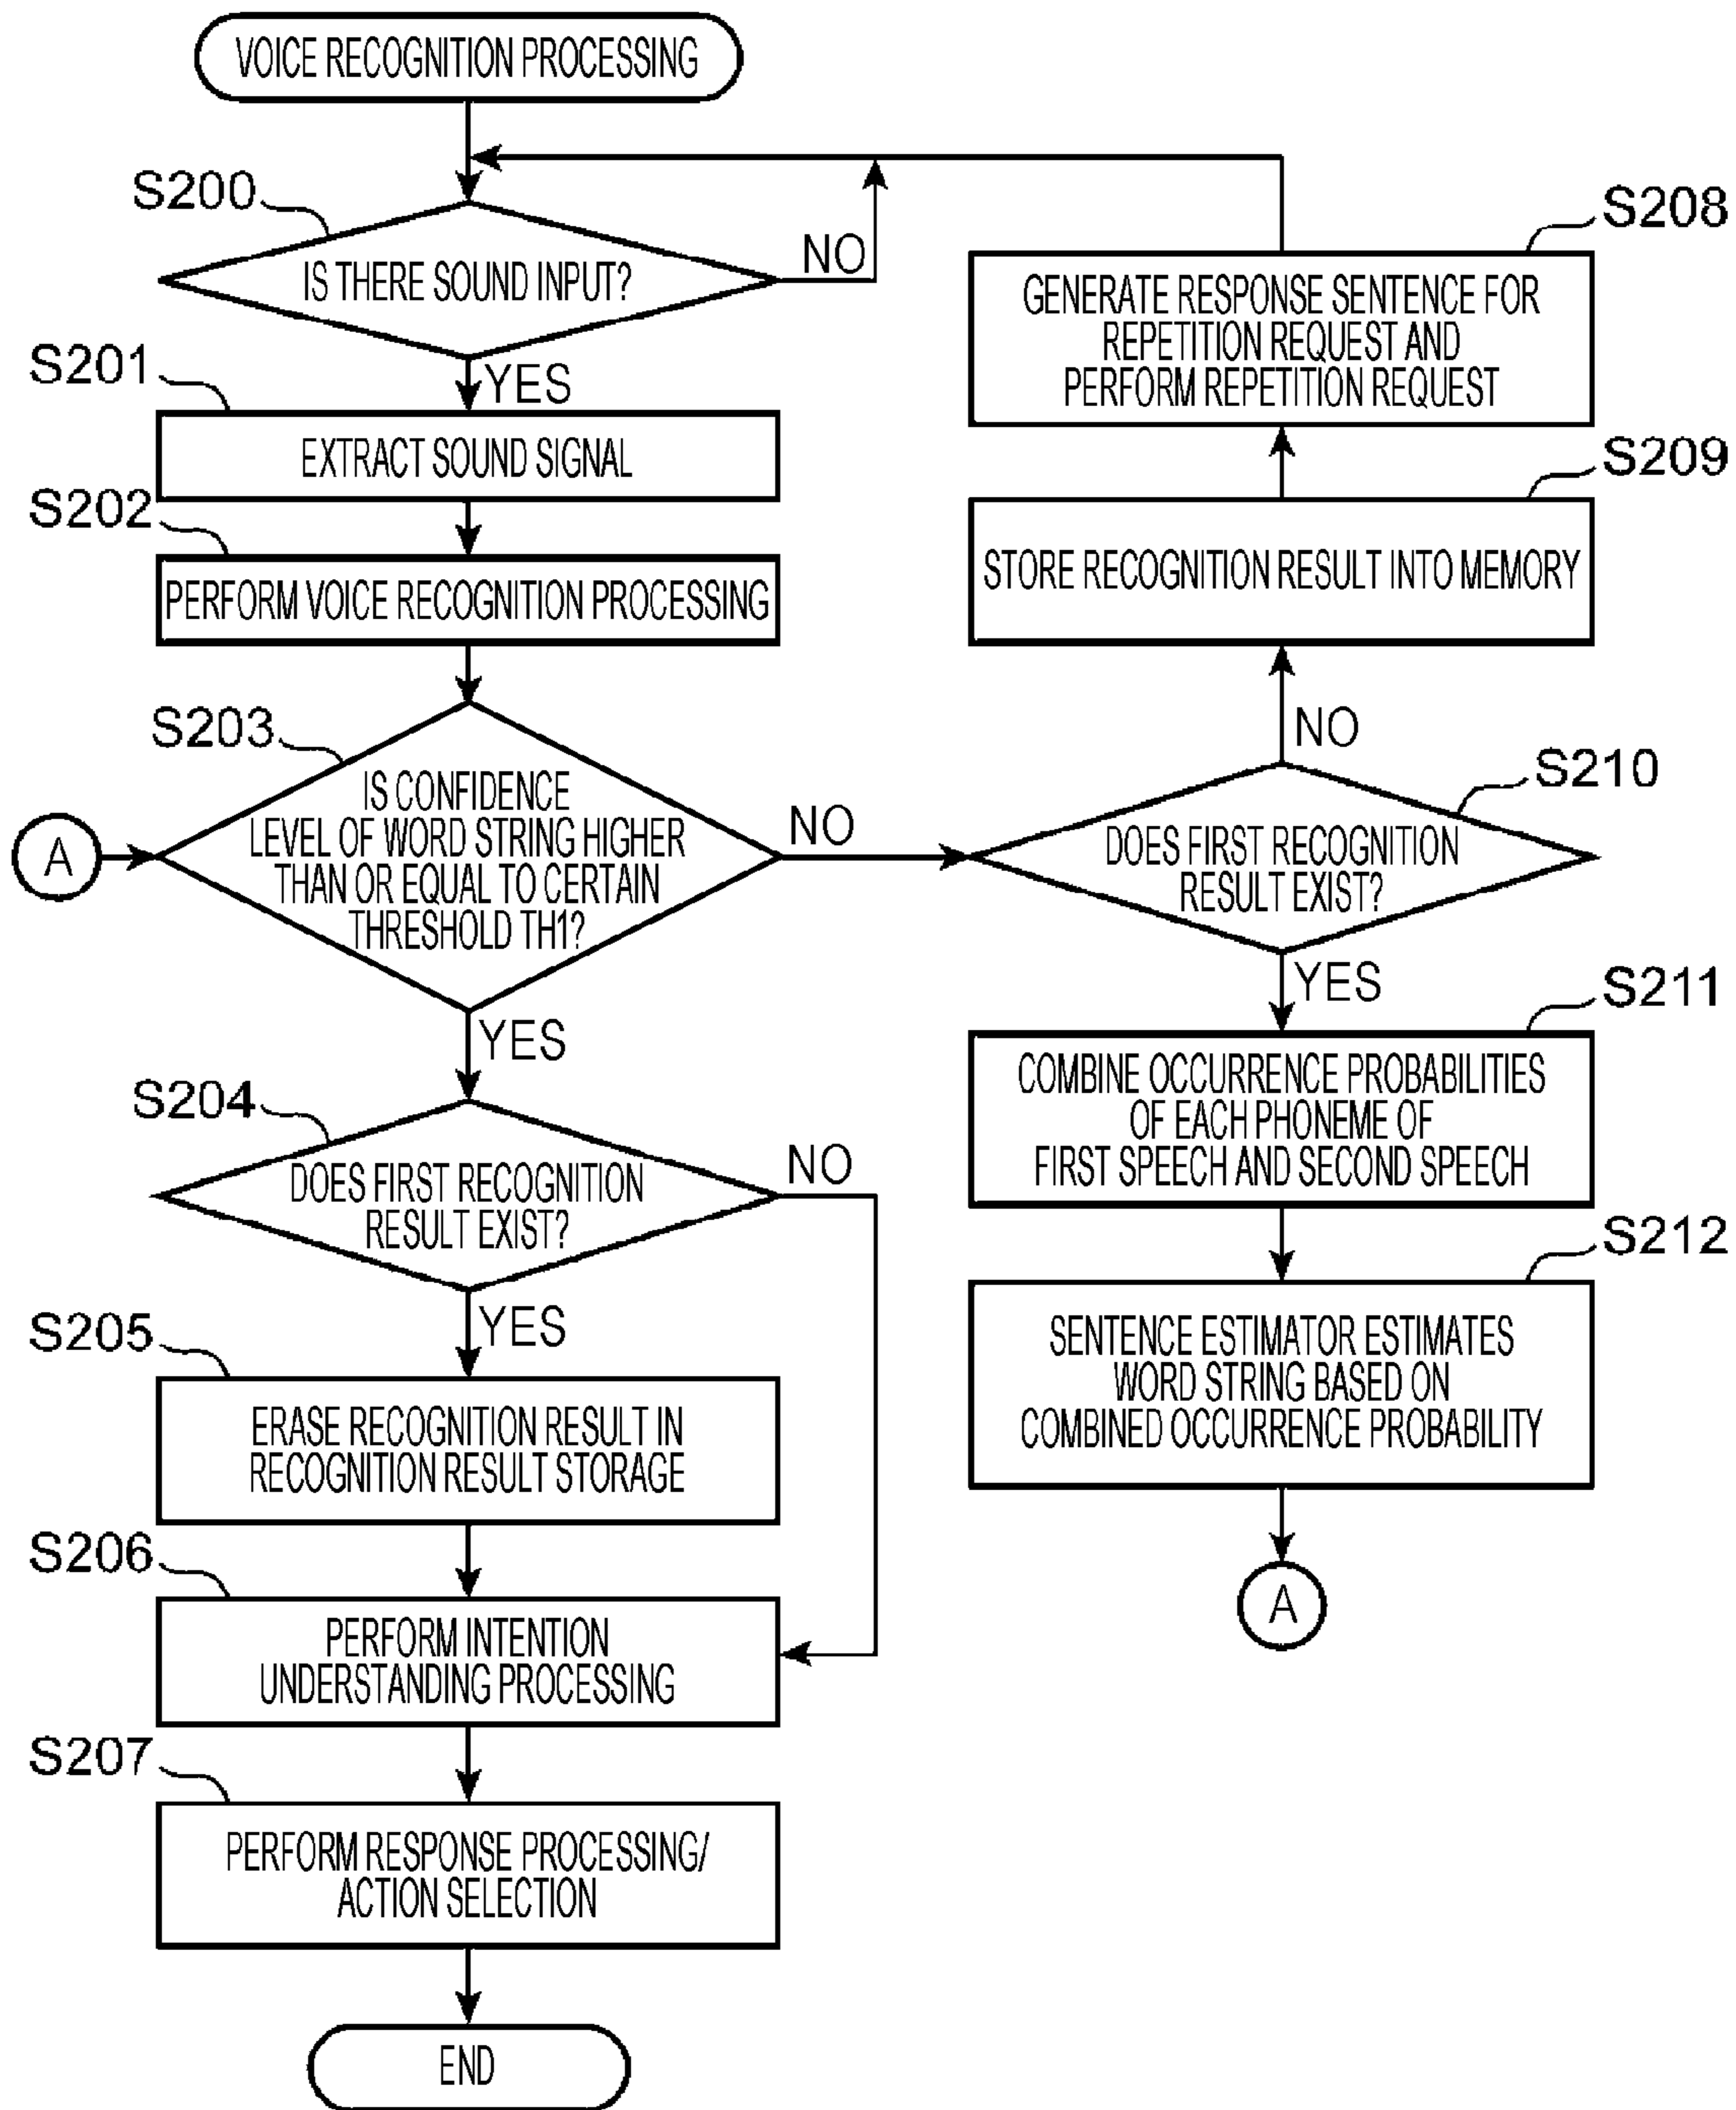 VOICE RECOGNITION PROCESSING
S200
IS THERE SOUND INPUT?
NO
YES
S201
EXTRACT SOUND SIGNAL
S202
PERFORM VOICE RECOGNITION PROCESSING
S203
IS CONFIDENCE
LEVEL OF WORD STRING HIGHER
THAN OR EQUAL TO CERTAIN
THRESHOLD TH1?
A
NO
YES
S204
DOES FIRST RECOGNITION
RESULT EXIST?
NO
YES
S205
ERASE RECOGNITION RESULT IN
RECOGNITION RESULT STORAGE
S206
PERFORM INTENTION
UNDERSTANDING PROCESSING
S207
PERFORM RESPONSE PROCESSING/
ACTION SELECTION
END
S208
GENERATE RESPONSE SENTENCE FOR
REPETITION REQUEST AND
PERFORM REPETITION REQUEST
S209
STORE RECOGNITION RESULT INTO MEMORY
NO
S210
DOES FIRST RECOGNITION
RESULT EXIST?
YES
S211
COMBINE OCCURRENCE PROBABILITIES
OF EACH PHONEME OF
FIRST SPEECH AND SECOND SPEECH
S212
SENTENCE ESTIMATOR ESTIMATES
WORD STRING BASED ON
COMBINED OCCURRENCE PROBABILITY
A